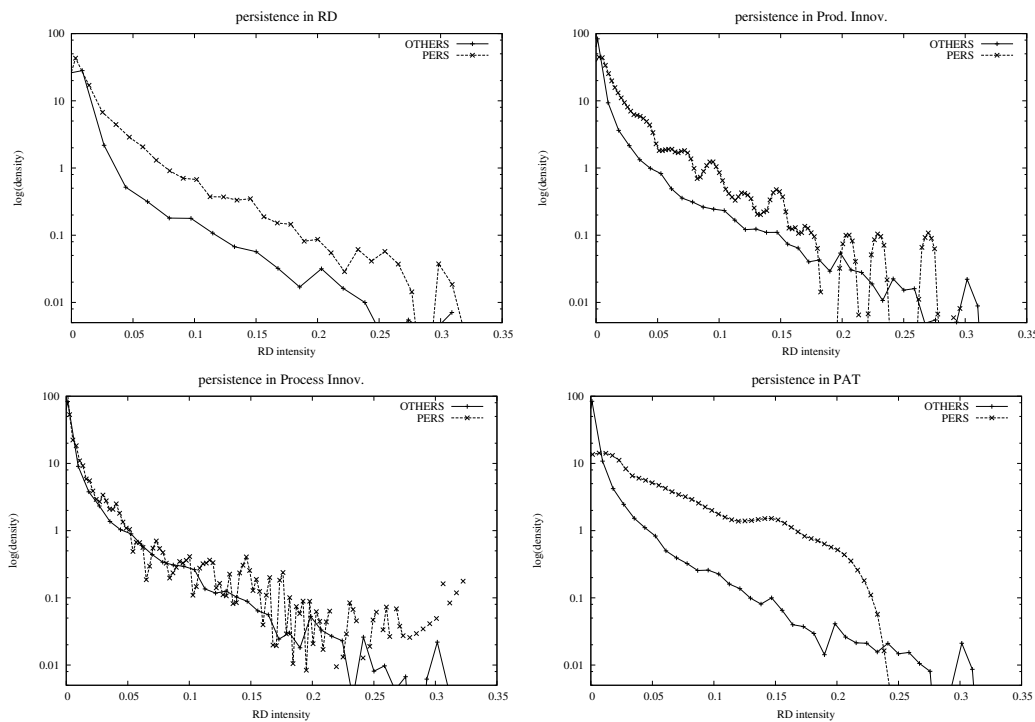 persistence in RD
100
10
1
0.1
0.01
log(density)
0
0.05
0.1
0.15
0.2
0.25
0.3
0.35
RD intensity
OTHERS
PERS
persistence in Prod. Innov.
100
10
1
0.1
0.01
log(density)
0
0.05
0.1
0.15
0.2
0.25
0.3
0.35
RD intensity
OTHERS
PERS
persistence in Process Innov.
100
10
1
0.1
0.01
log(density)
0
0.05
0.1
0.15
0.2
0.25
0.3
0.35
RD intensity
OTHERS
PERS
persistence in PAT
100
10
1
0.1
0.01
log(density)
0
0.05
0.1
0.15
0.2
0.25
0.3
0.35
RD intensity
OTHERS
PERS